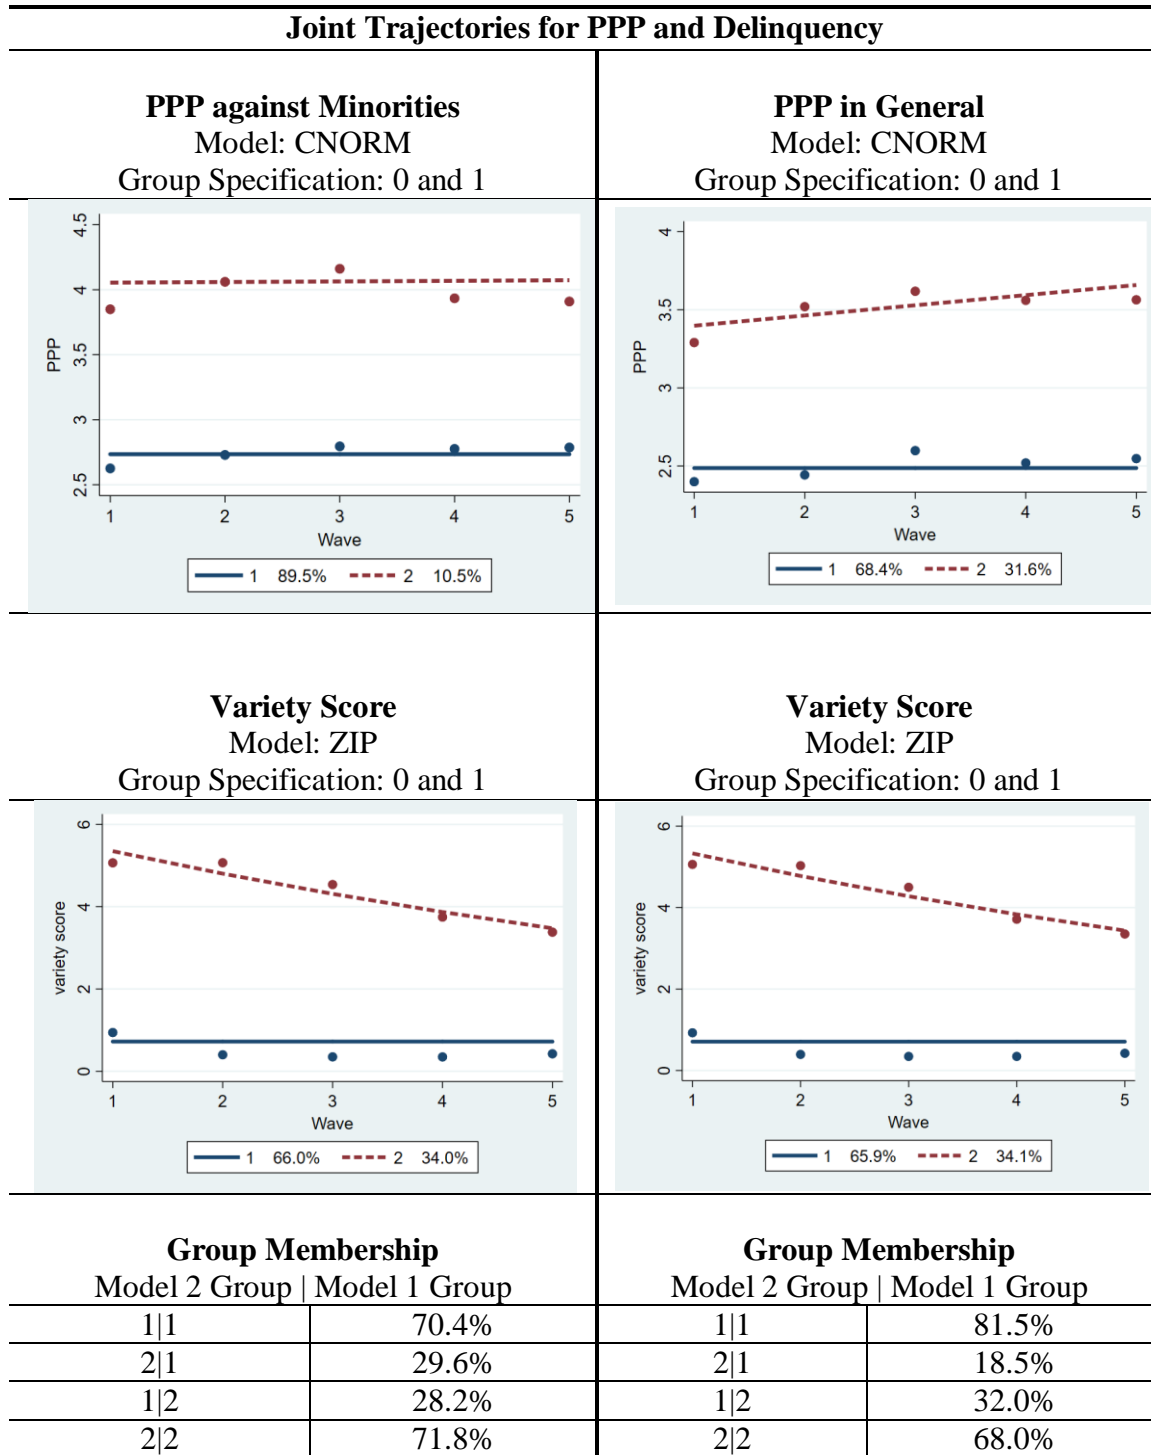 Joint Trajectories for PPP and Delinquency
PPP against Minorities
Model: CNORM
Group Specification: 0 and 1
PPP in General
Model: CNORM
Group Specification: 0 and 1
4.5
4
3.5
3
2.5
PPP
1 2 3 4 5
Wave
1 89.5% 2 10.5%
4
3.5
3
2.5
PPP
1 2 3 4 5
Wave
1 68.4% 2 31.6%
Variety Score
Model: ZIP
Group Specification: 0 and 1
Variety Score
Model: ZIP
Group Specification: 0 and 1
6
4
2
0
variety score
1 2 3 4 5
Wave
1 66.0% 2 34.0%
6
4
2
0
variety score
1 2 3 4 5
Wave
1 65.9% 2 34.1%
Group Membership
Model 2 Group | Model 1 Group
1|1 70.4%
2|1 29.6%
1|2 28.2%
2|2 71.8%
Group Membership
Model 2 Group | Model 1 Group
1|1 81.5%
2|1 18.5%
1|2 32.0%
2|2 68.0%